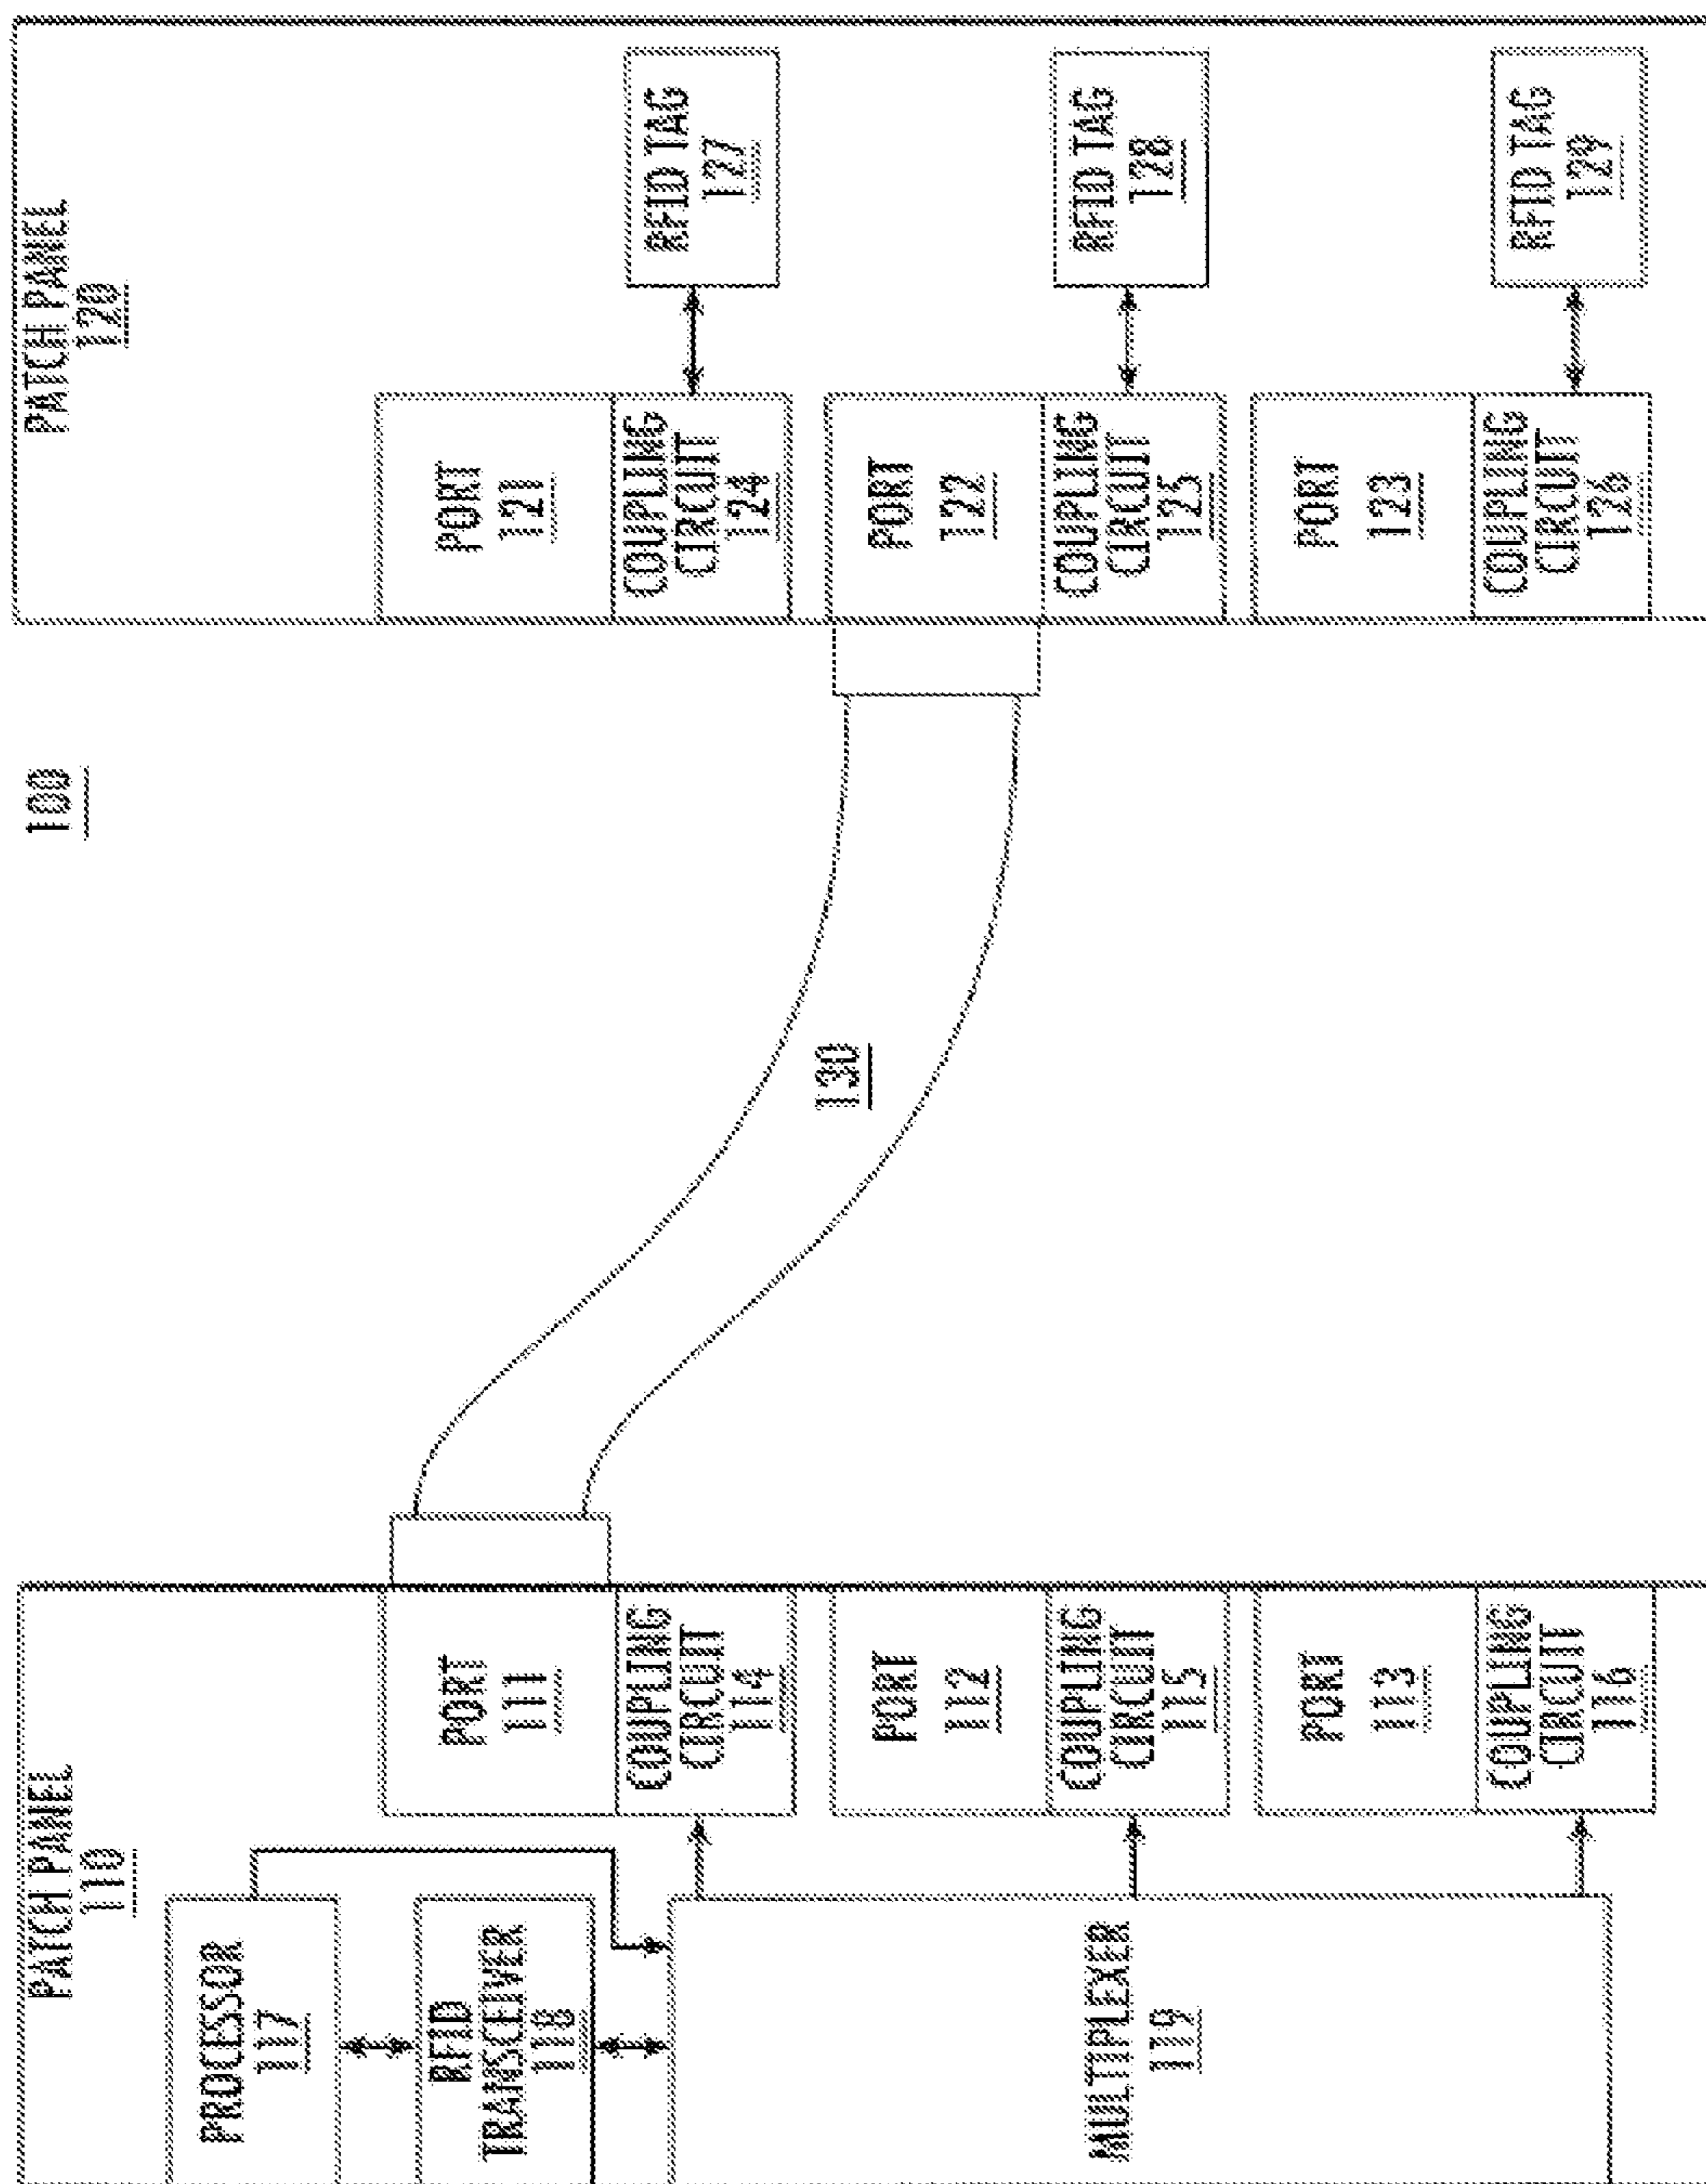 100
PATCH PANEL
110
PROCESSOR
117
RFID
TRANSCEIVER
118
MULTIPLEXER
119
PORT
111
COUPLING
CIRCUIT
114
PORT
112
COUPLING
CIRCUIT
115
PORT
113
COUPLING
CIRCUIT
116
130
PATCH PANEL
120
PORT
121
COUPLING
CIRCUIT
124
PORT
122
COUPLING
CIRCUIT
125
PORT
123
COUPLING
CIRCUIT
126
RFID TAG
127
RFID TAG
128
RFID TAG
129